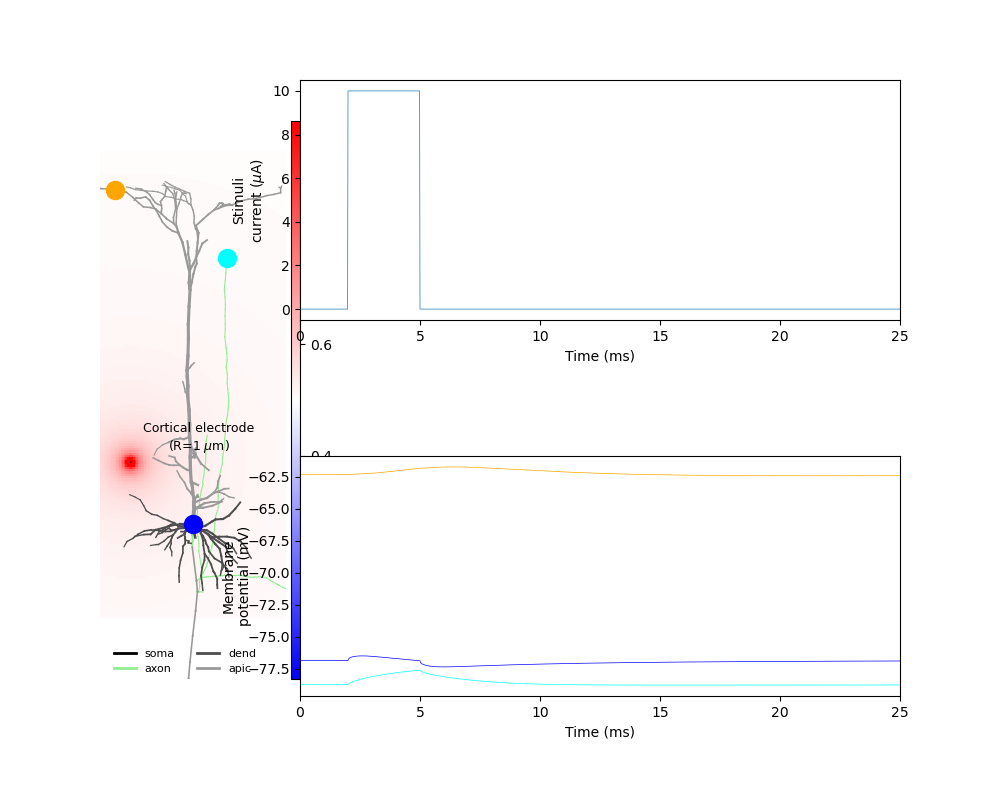 10
8
6
4
2
0
Stimuli
current (μA)
0 5 10 15 20 25
Time (ms)
0.6
0.4
Cortical electrode
(R=1 μm)
−62.5
−65.0
−67.5
−70.0
−72.5
−75.0
−77.5
Membrane
potential (mV)
soma dend
axon apic
0 5 10 15 20 25
Time (ms)